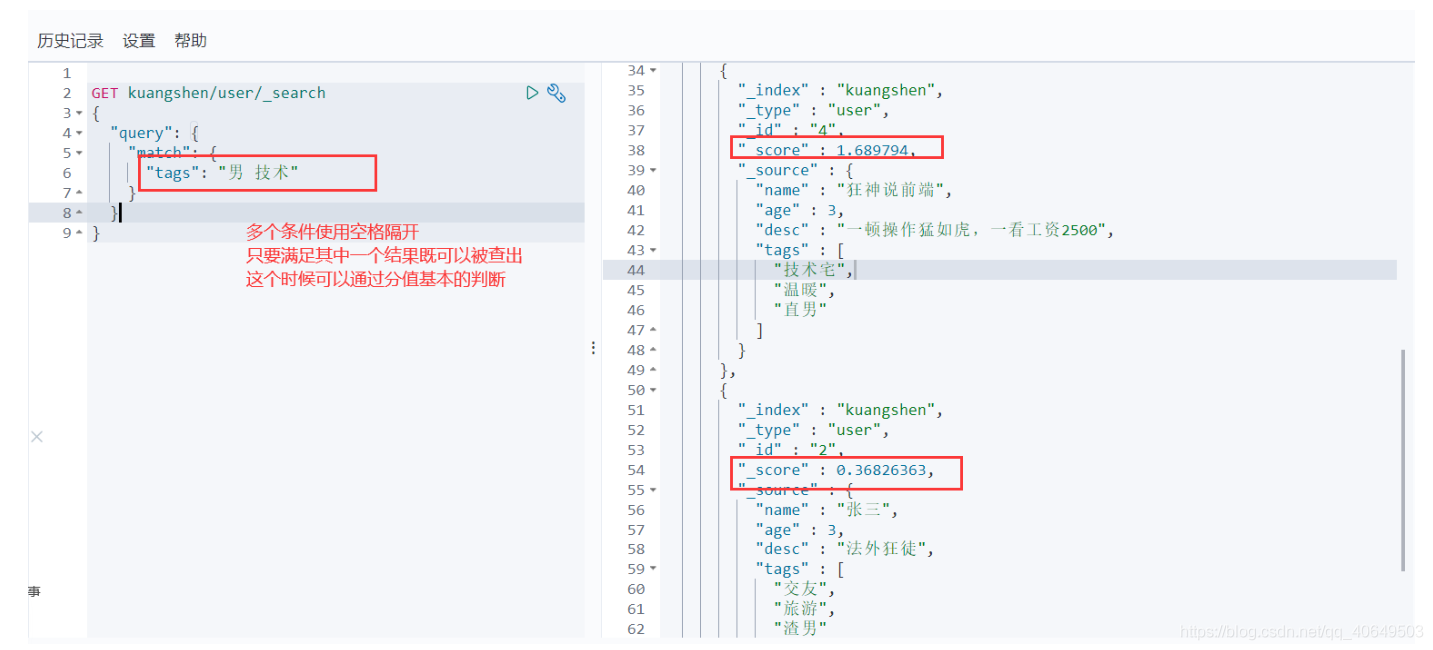 历史记录 设置 帮助
1
2 GET kuangshen/user/_search
3 {
4 "query": {
5 "match": {
6 "tags": "男 技术"
7 }
8 }
9 }
多个条件使用空格隔开
只要满足其中一个结果既可以被查出
这个时候可以通过分值基本的判断
事
34 {
35 "_index" : "kuangshen",
36 "_type" : "user",
37 "_id" : "4",
38 "_score" : 1.689794,
39 "_source" : {
40 "name" : "狂神说前端",
41 "age" : 3,
42 "desc" : "一顿操作猛如虎，一看工资2500",
43 "tags" : [
44 "技术宅",
45 "温暖",
46 "直男"
47 ]
48 }
49 },
50 {
51 "_index" : "kuangshen",
52 "_type" : "user",
53 "_id" : "2",
54 "_score" : 0.36826363,
55 "_source" : {
56 "name" : "张三",
57 "age" : 3,
58 "desc" : "法外狂徒",
59 "tags" : [
60 "交友",
61 "旅游",
62 "渣男"
https://blog.csdn.net/qq_40649503